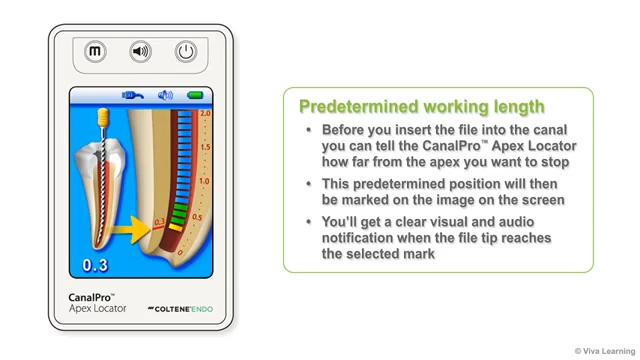 m
2.0
1.5
1.0
0.5
0
0.3
0.3
CanalPro™
Apex Locator
COLTENE ENDO
Predetermined working length
• Before you insert the file into the canal
you can tell the CanalPro™ Apex Locator
how far from the apex you want to stop
• This predetermined position will then
be marked on the image on the screen
• You'll get a clear visual and audio
notification when the file tip reaches
the selected mark
© Viva Learning